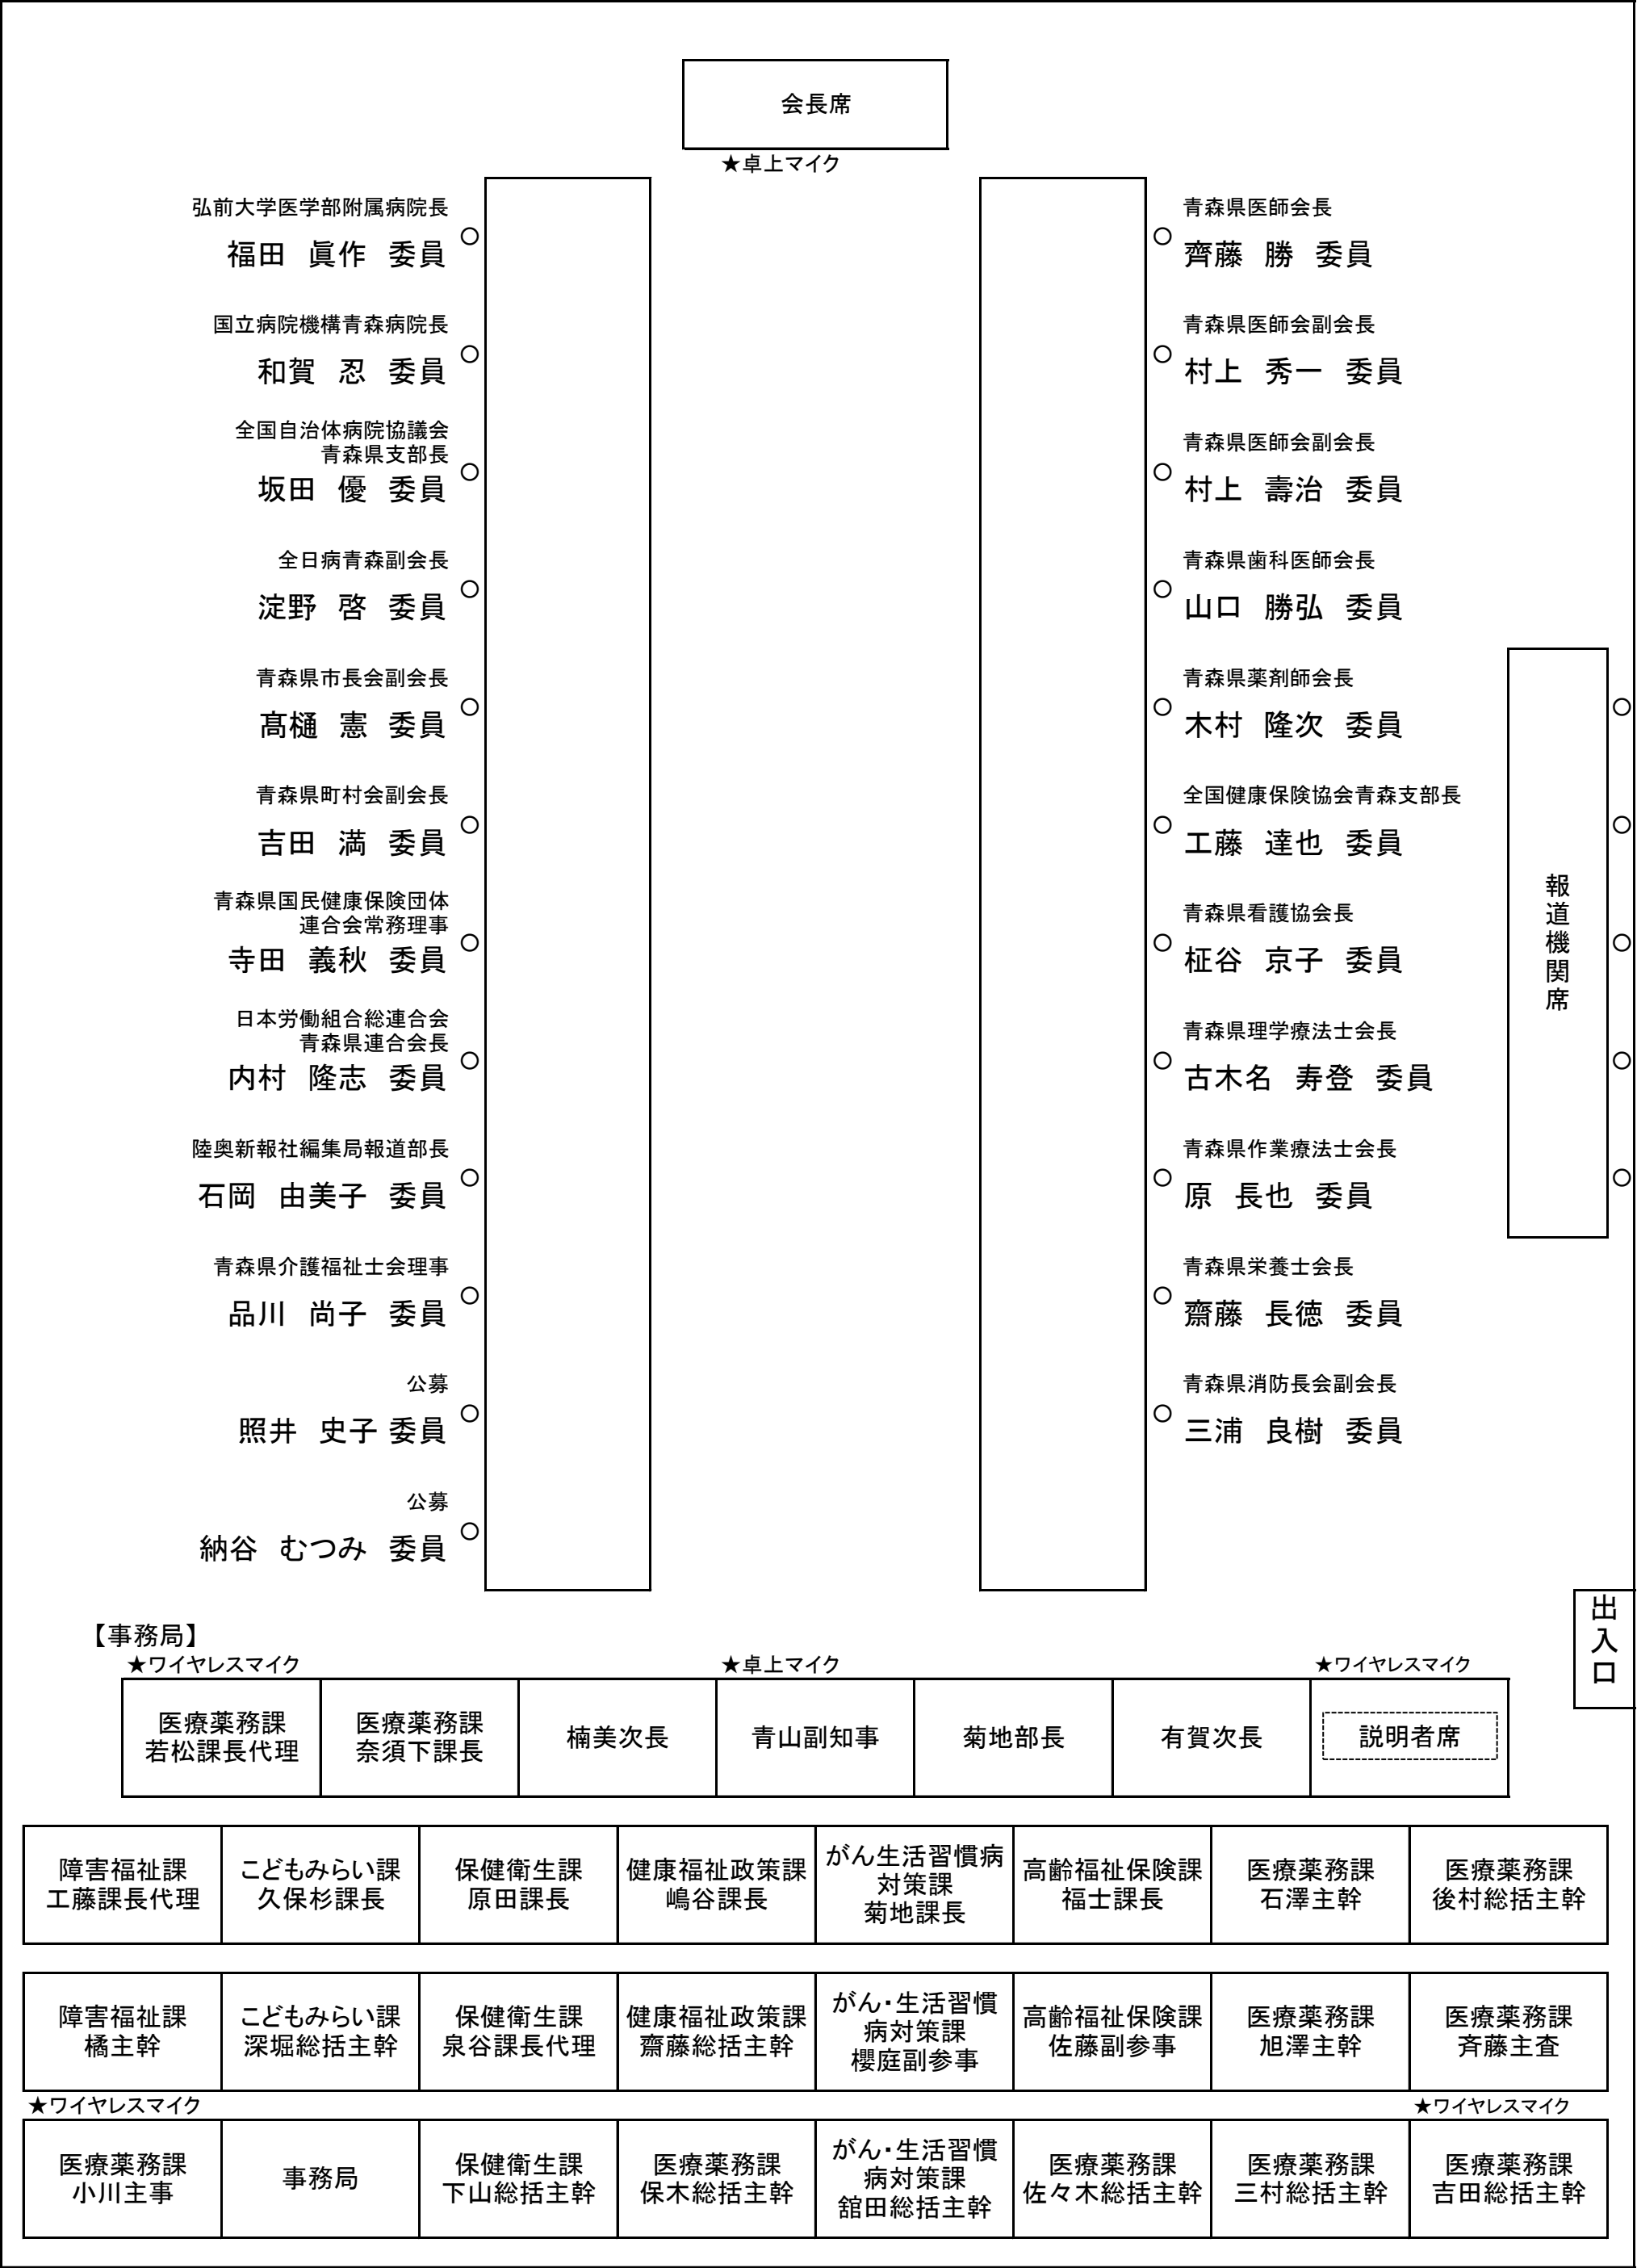 会長席
★卓上マイク
弘前大学医学部附属病院長
福田 眞作 委員
国立病院機構青森病院長
和賀 忍 委員
全国自治体病院協議会
青森県支部長
坂田 優 委員
全日病青森副会長
淀野 啓 委員
青森県市長会副会長
髙樋 憲 委員
青森県町村会副会長
吉田 満 委員
青森県国民健康保険団体
連合会常務理事
寺田 義秋 委員
日本労働組合総連合会
青森県連合会長
内村 隆志 委員
陸奥新報社編集局報道部長
石岡 由美子 委員
青森県介護福祉士会理事
品川 尚子 委員
公募
照井 史子 委員
公募
納谷 むつみ 委員
青森県医師会長
齊藤 勝 委員
青森県医師会副会長
村上 秀一 委員
青森県医師会副会長
村上 壽治 委員
青森県歯科医師会長
山口 勝弘 委員
青森県薬剤師会長
木村 隆次 委員
全国健康保険協会青森支部長
工藤 達也 委員
青森県看護協会長
柾谷 京子 委員
青森県理学療法士会長
古木名 寿登 委員
青森県作業療法士会長
原 長也 委員
青森県栄養士会長
齋藤 長徳 委員
青森県消防長会副会長
三浦 良樹 委員
報道機関席
出入口
【事務局】
★ワイヤレスマイク
★卓上マイク
★ワイヤレスマイク
医療薬務課
若松課長代理
医療薬務課
奈須下課長
楠美次長
青山副知事
菊地部長
有賀次長
説明者席
障害福祉課
工藤課長代理
こどもみらい課
久保杉課長
保健衛生課
原田課長
健康福祉政策課
嶋谷課長
がん生活習慣病
対策課
菊地課長
高齢福祉保険課
福士課長
医療薬務課
石澤主幹
医療薬務課
後村総括主幹
障害福祉課
橘主幹
こどもみらい課
深堀総括主幹
保健衛生課
泉谷課長代理
健康福祉政策課
齋藤総括主幹
がん・生活習慣
病対策課
櫻庭副参事
高齢福祉保険課
佐藤副参事
医療薬務課
旭澤主幹
医療薬務課
斉藤主査
★ワイヤレスマイク
★ワイヤレスマイク
医療薬務課
小川主事
事務局
保健衛生課
下山総括主幹
医療薬務課
保木総括主幹
がん・生活習慣
病対策課
舘田総括主幹
医療薬務課
佐々木総括主幹
医療薬務課
三村総括主幹
医療薬務課
吉田総括主幹